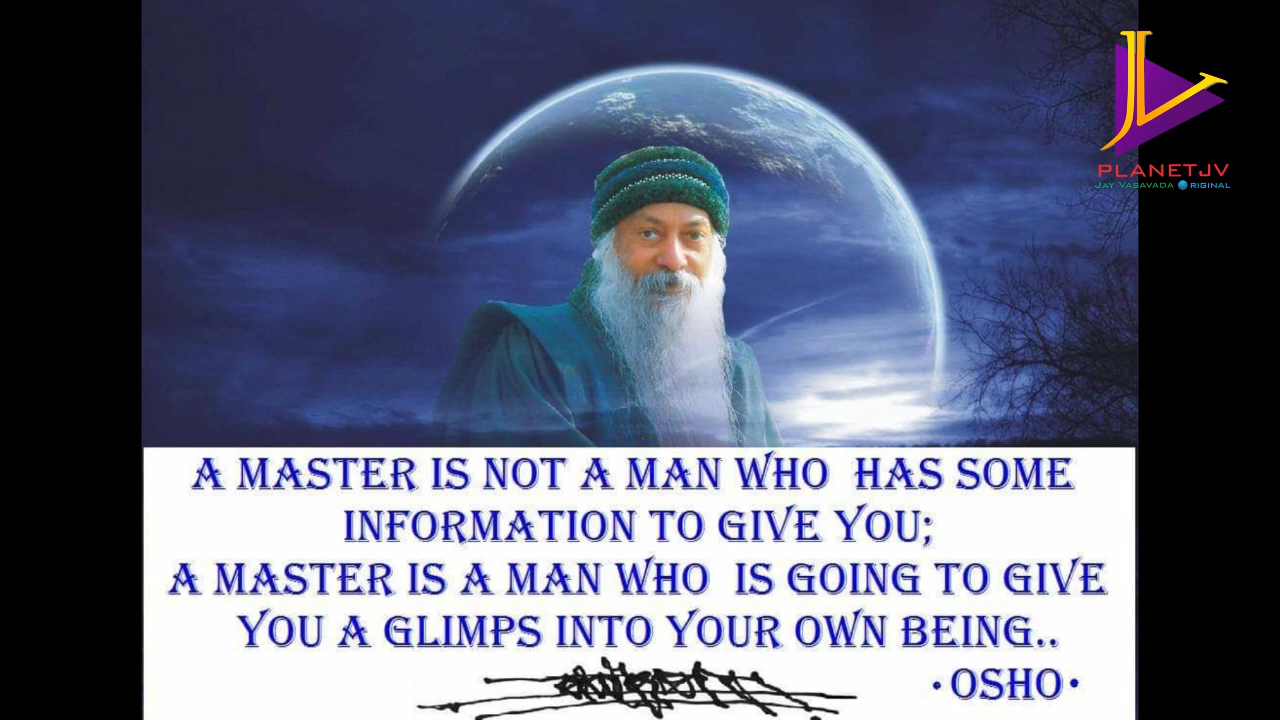 PLANETJV
JAY VASAVADA ORIGINAL
A MASTER IS NOT A MAN WHO HAS SOME
INFORMATION TO GIVE YOU;
A MASTER IS A MAN WHO IS GOING TO GIVE
YOU A GLIMPS INTO YOUR OWN BEING..
• OSHO •